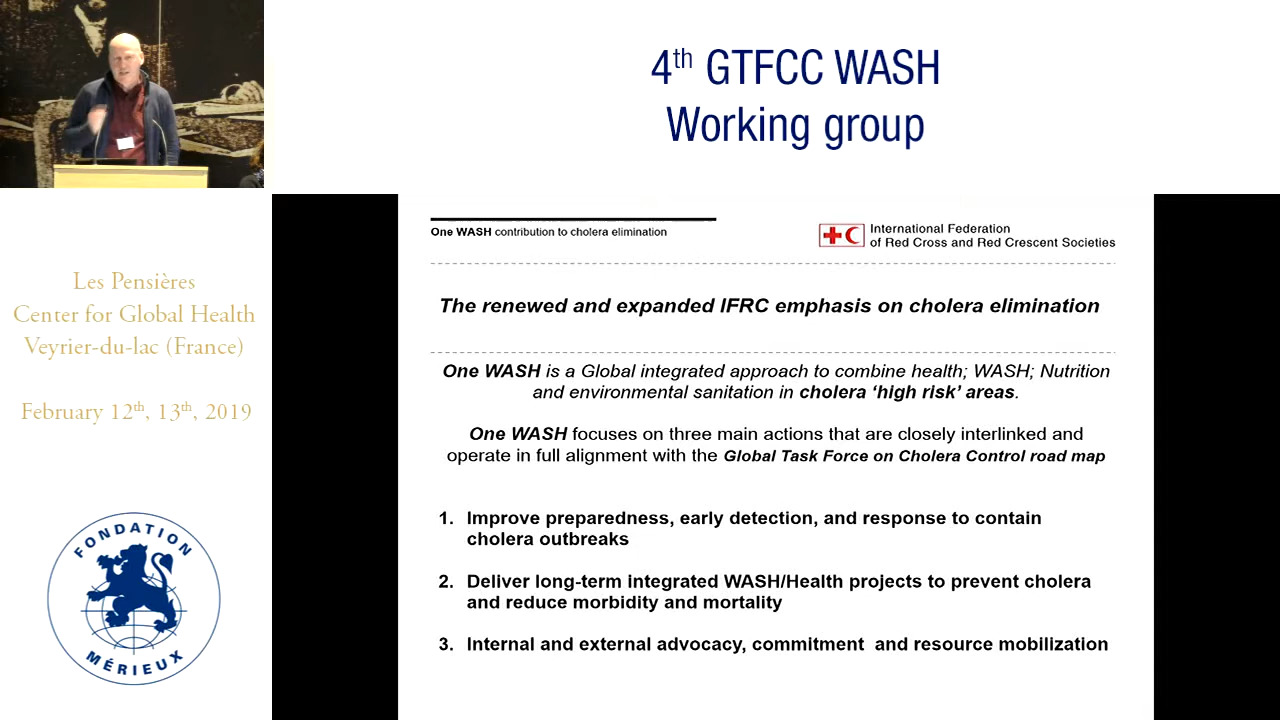 4th GTFCC WASH
Working group
Les Pensières
Center for Global Health
Veyrier-du-lac (France)
February 12th, 13th, 2019
FONDATION
MÉRIEUX
One WASH contribution to cholera elimination
International Federation
of Red Cross and Red Crescent Societies
The renewed and expanded IFRC emphasis on cholera elimination
One WASH is a Global integrated approach to combine health; WASH; Nutrition
and environmental sanitation in cholera ‘high risk’ areas.
One WASH focuses on three main actions that are closely interlinked and
operate in full alignment with the Global Task Force on Cholera Control road map
1. Improve preparedness, early detection, and response to contain
cholera outbreaks
2. Deliver long-term integrated WASH/Health projects to prevent cholera
and reduce morbidity and mortality
3. Internal and external advocacy, commitment and resource mobilization